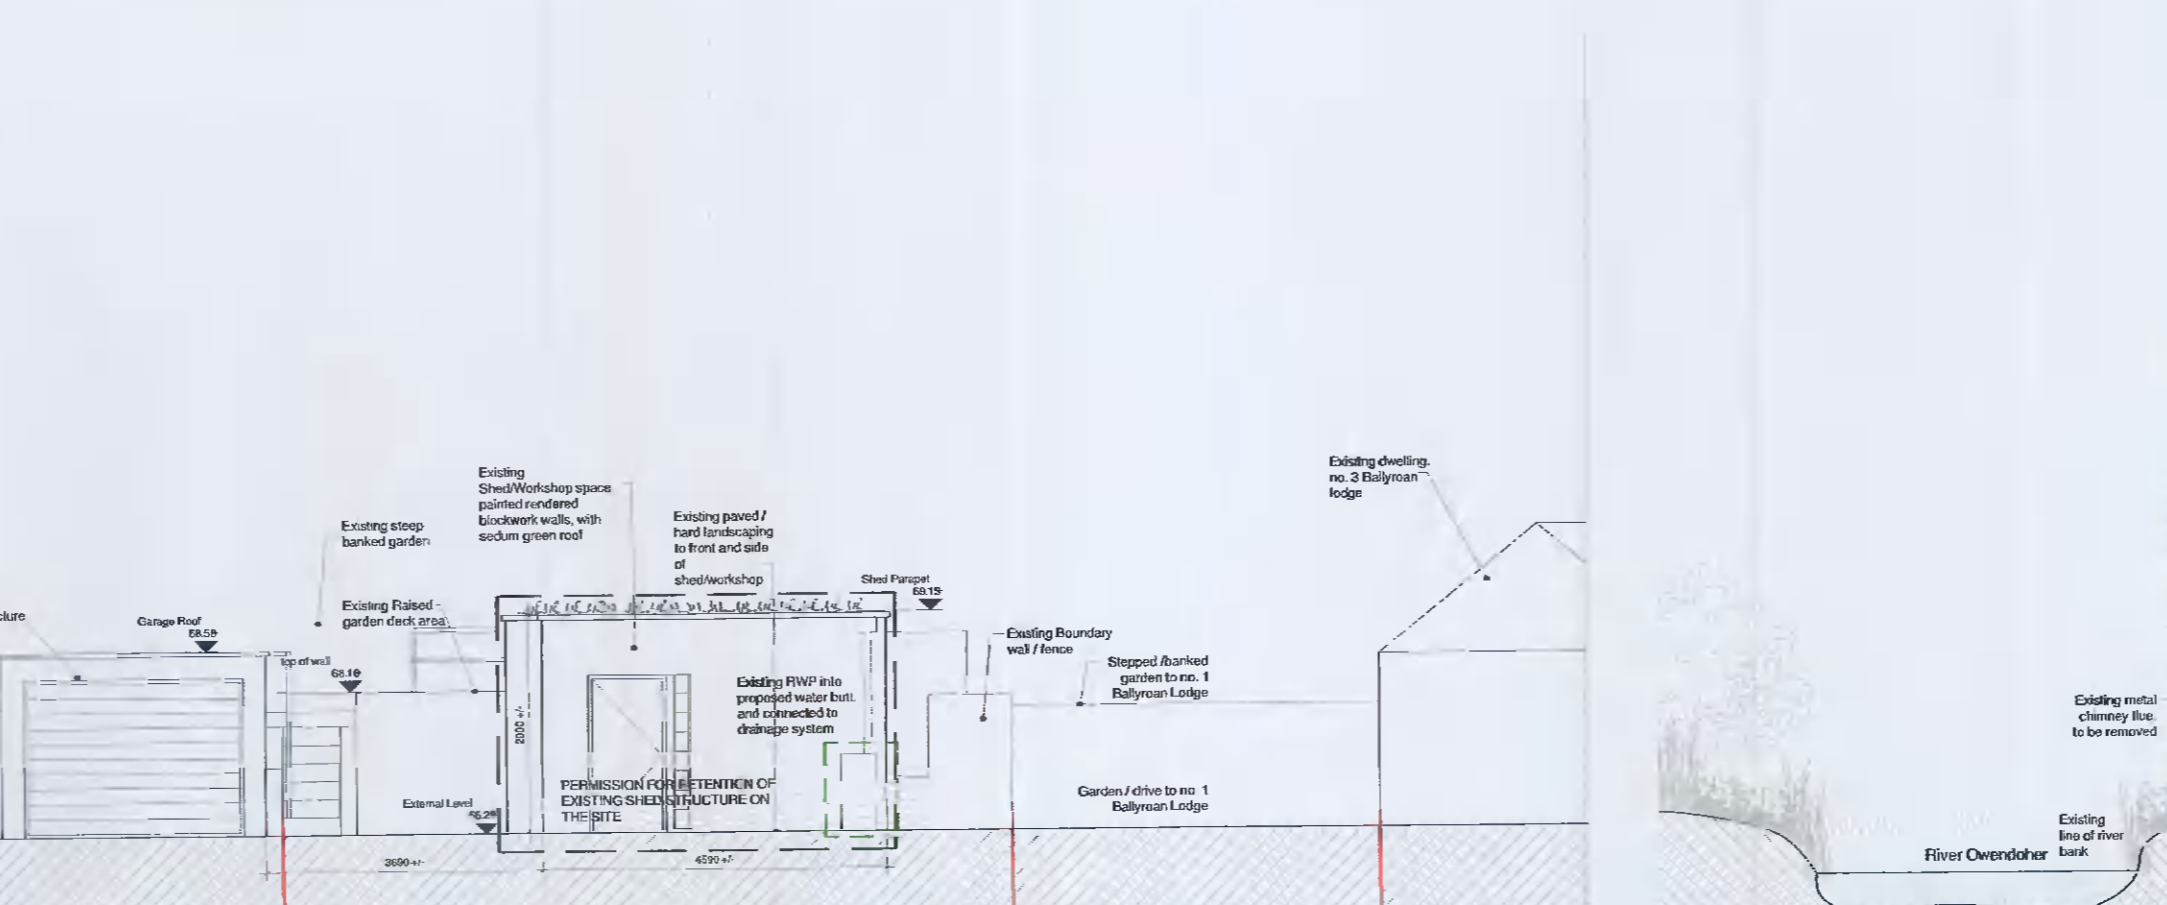 Existing
Shed/Workshop space
painted rendered
blockwork walls, with
sedum green roof
Existing steep
banked garden
Existing paved /
hard landscaping
to front and side
of
shed/workshop
Existing dwelling.
no. 3 Ballyroan
lodge
Shed Parapet
69.15
Existing Raised
garden deck area
Garage Roof
68.58
top of wall
68.10
Existing Boundary
wall / fence
Stepped /banked
garden to no. 1
Ballyroan Lodge
Existing RWP into
proposed water butt.
and connected to
drainage system
2000 +/-
PERMISSION FOR RETENTION OF
EXISTING SHED STRUCTURE ON
THE SITE
External Level
Garden / drive to no 1
Ballyroan Lodge
3690 +/-
4590 +/-
Existing metal
chimney flue.
to be removed
Existing
line of river
bank
River Owendoher